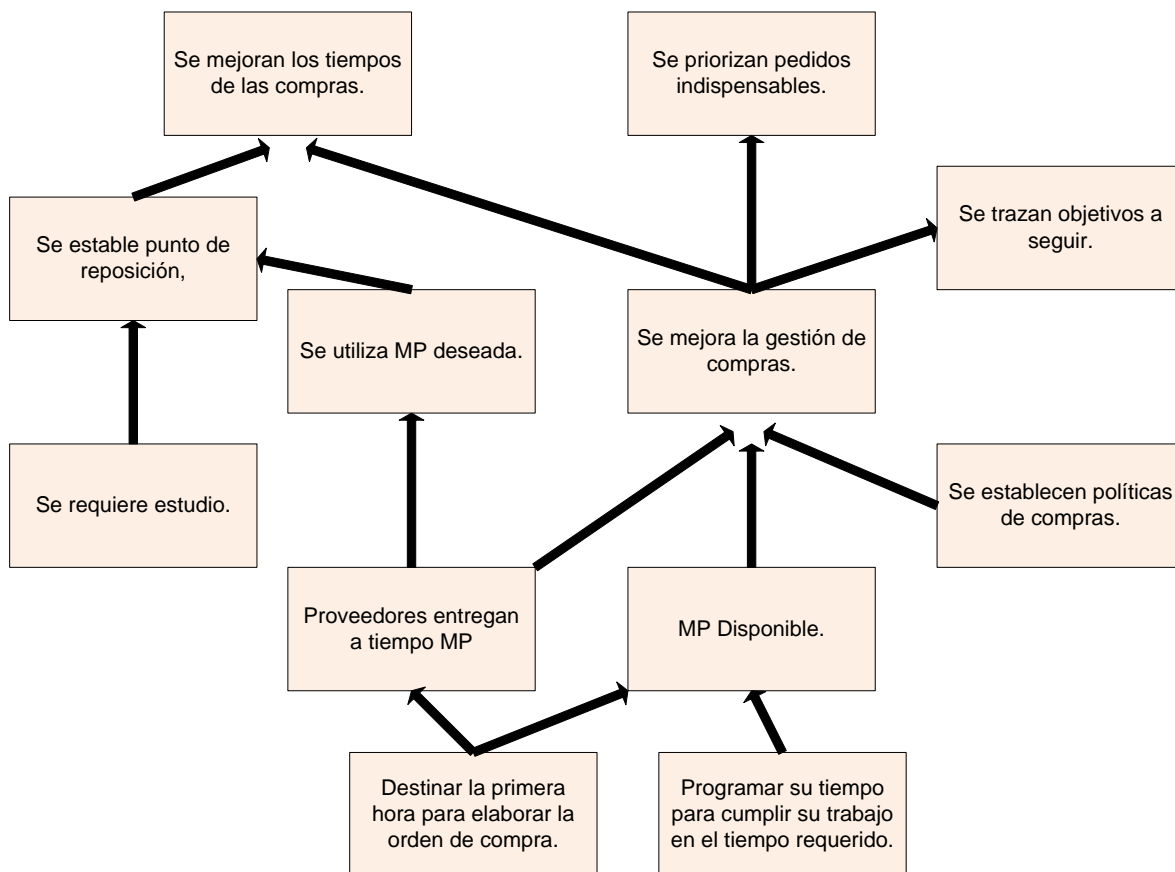 Se mejoran los tiempos
de las compras.
Se priorizan pedidos
indispensables.
Se trazan objetivos a
seguir.
Se estable punto de
reposición,
Se utiliza MP deseada.
Se mejora la gestión de
compras.
Se requiere estudio.
Se establecen políticas
de compras.
Proveedores entregan
a tiempo MP
MP Disponible.
Destinar la primera
hora para elaborar la
orden de compra.
Programar su tiempo
para cumplir su trabajo
en el tiempo requerido.